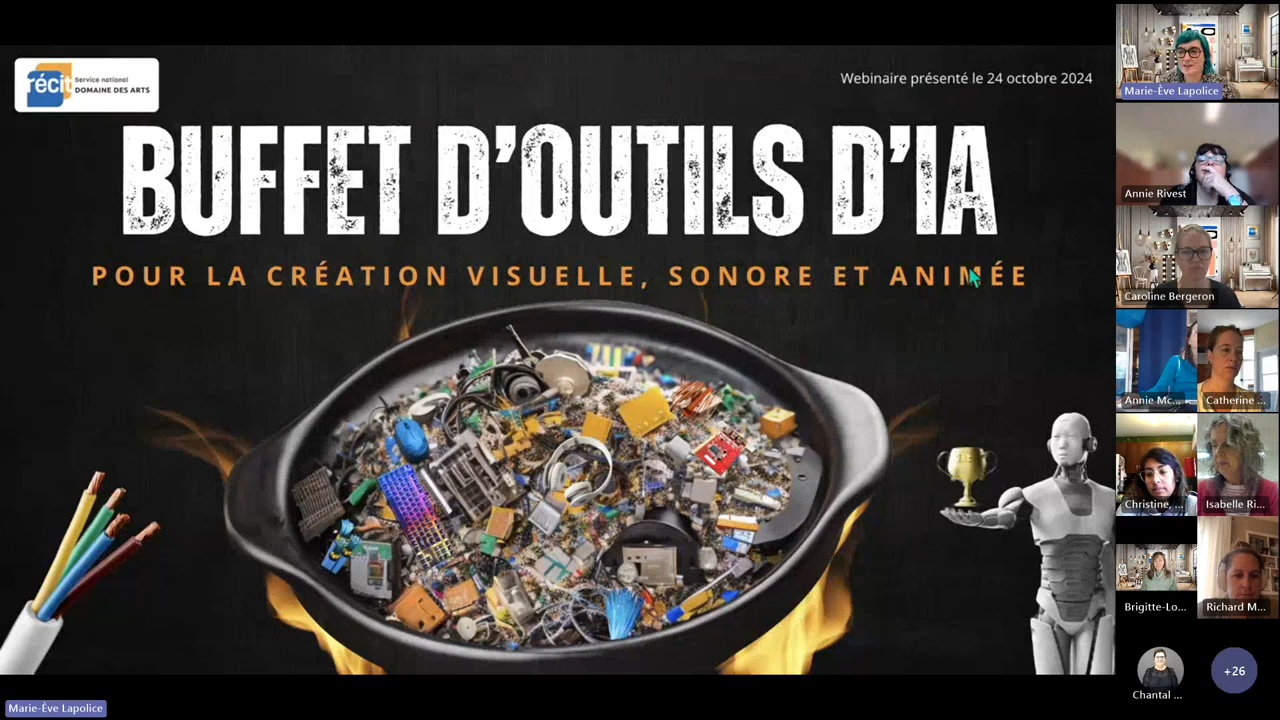 récit
Service national
DOMAINE DES ARTS
Webinaire présenté le 24 octobre 2024
BUFFET D'OUTILS D'IA
POUR LA CRÉATION VISUELLE, SONORE ET ANIMÉE
Marie-Ève Lapolice
Annie Rivest
Caroline Bergeron
Annie Mc...
Catherine ...
Christine, ...
Isabelle Ri...
Brigitte-Lo...
Richard M...
Chantal ...
+26
Marie-Ève Lapolice